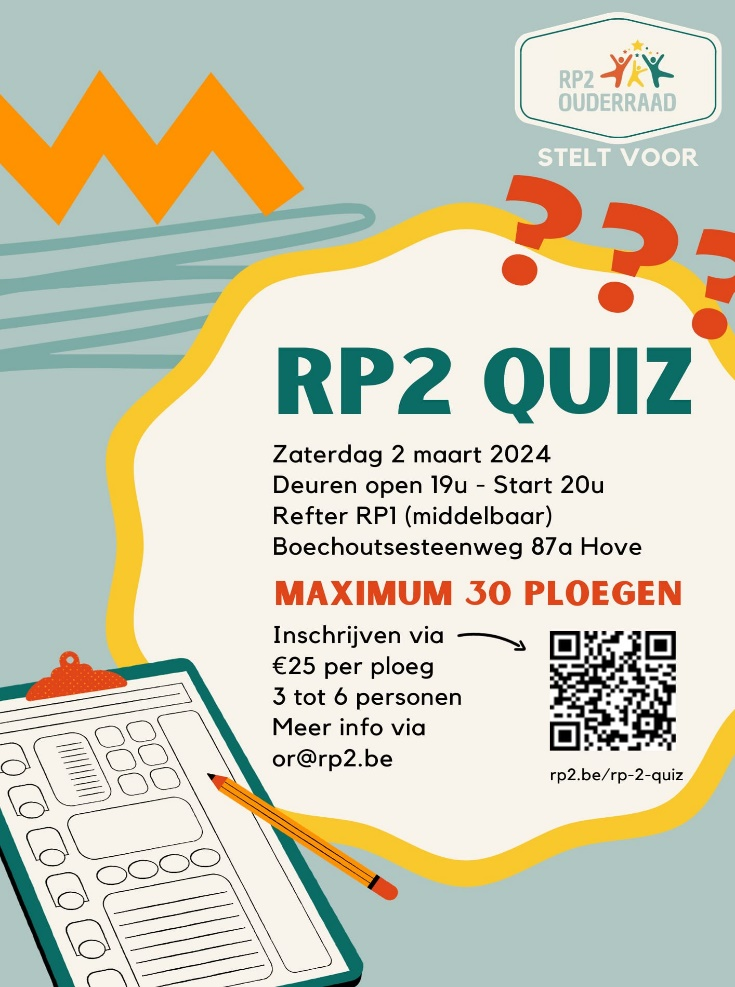 RP2
OUDERRAAD
STELT VOOR
? ? ?
RP2 QUIZ
Zaterdag 2 maart 2024
Deuren open 19u - Start 20u
Refter RP1 (middelbaar)
Boechoutsesteenweg 87a Hove
MAXIMUM 30 PLOEGEN
Inschrijven via
€25 per ploeg
3 tot 6 personen
Meer info via
or@rp2.be
rp2.be/rp-2-quiz